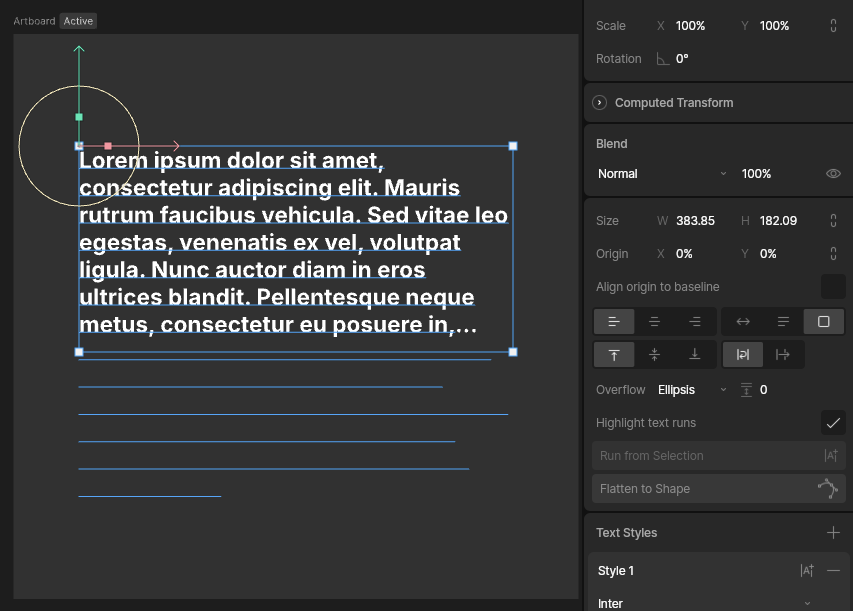 Artboard Active
Lorem ipsum dolor sit amet,
consectetur adipiscing elit. Mauris
rutrum faucibus vehicula. Sed vitae leo
egestas, venenatis ex vel, volutpat
ligula. Nunc auctor diam in eros
ultrices blandit. Pellentesque neque
metus, consectetur eu posuere in,...
Scale X 100% Y 100%
Rotation 0°
Computed Transform
Blend
Normal 100%
Size W 383.85 H 182.09
Origin X 0% Y 0%
Align origin to baseline
Overflow Ellipsis 0
Highlight text runs
Run from Selection
Flatten to Shape
Text Styles
Style 1
Inter